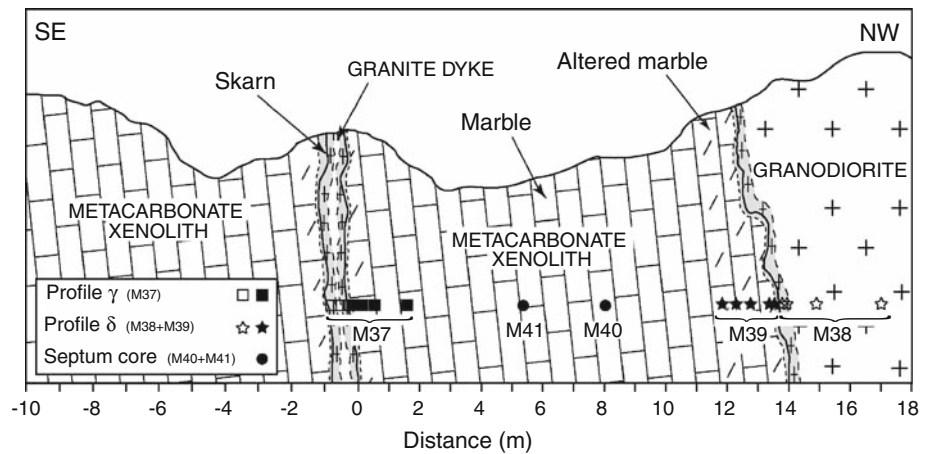 SE
NW
Skarn
GRANITE DYKE
Altered marble
Marble
GRANODIORITE
METACARBONATE
XENOLITH
METACARBONATE
XENOLITH
Profile γ (M37)
Profile δ (M38+M39)
Septum core (M40+M41)
M37
M41
M40
M39
M38
-10 -8 -6 -4 -2 0 2 4 6 8 10 12 14 16 18
Distance (m)